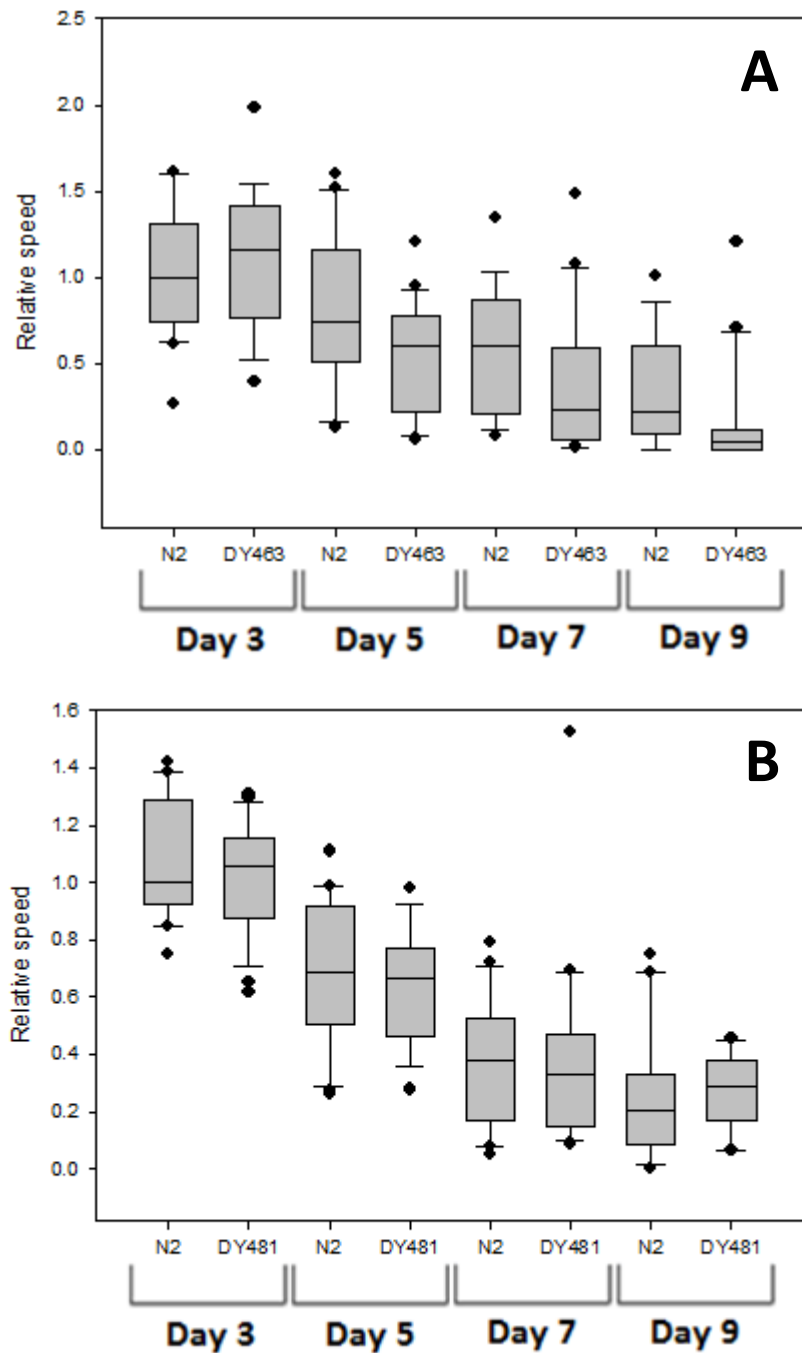 A
Relative speed
2.5
2.0
1.5
1.0
0.5
0.0
N2 DY463 N2 DY463 N2 DY463 N2 DY463
Day 3 Day 5 Day 7 Day 9
B
Relative speed
1.6
1.4
1.2
1.0
0.8
0.6
0.4
0.2
0.0
N2 DY481 N2 DY481 N2 DY481 N2 DY481
Day 3 Day 5 Day 7 Day 9